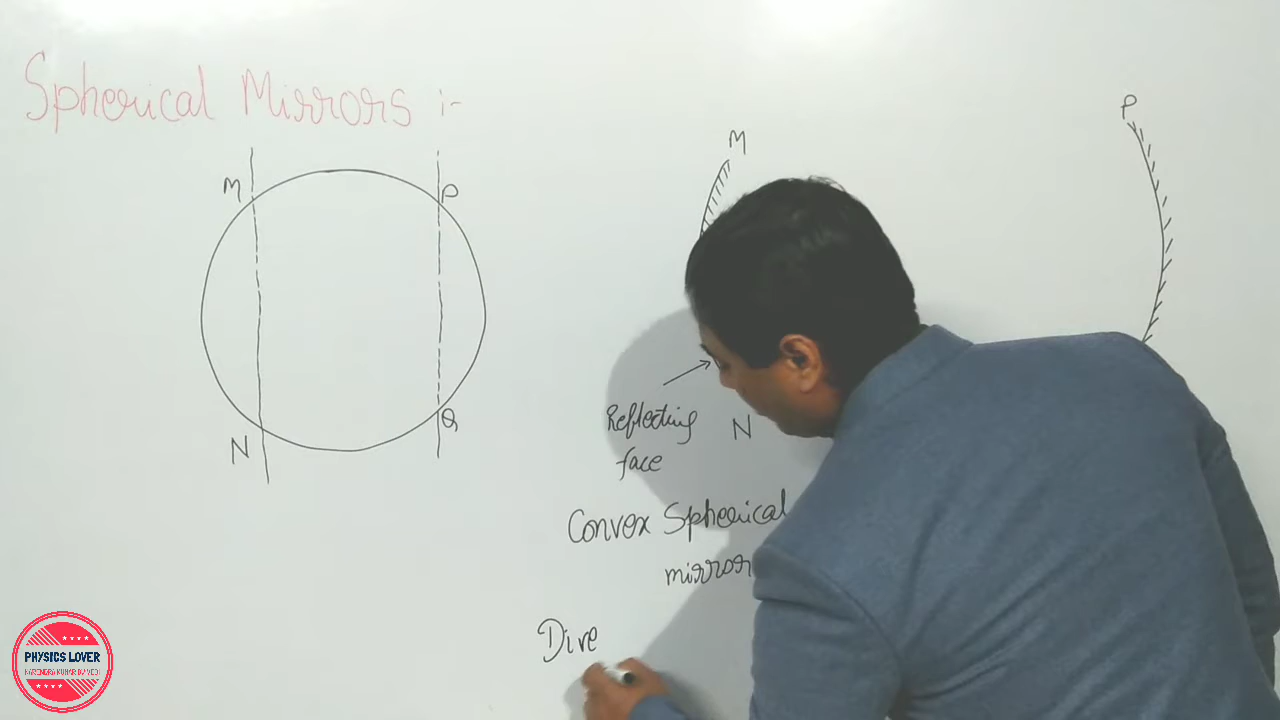 Spherical Mirrors :-
M
P
N
Q
M
P
Reflecting
face
N
Convex Spherical
mirror
Dive
PHYSICS LOVER